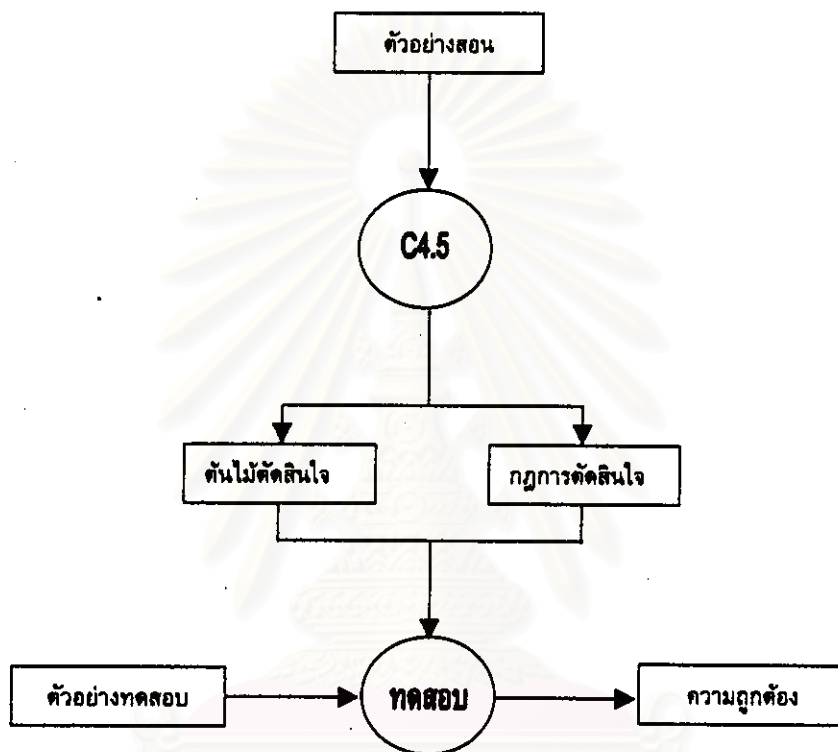 ตัวอย่างสอน
C4.5
ต้นไม้ตัดสินใจ
กฎการตัดสินใจ
ตัวอย่างทดสอบ
ทดสอบ
ความถูกต้อง